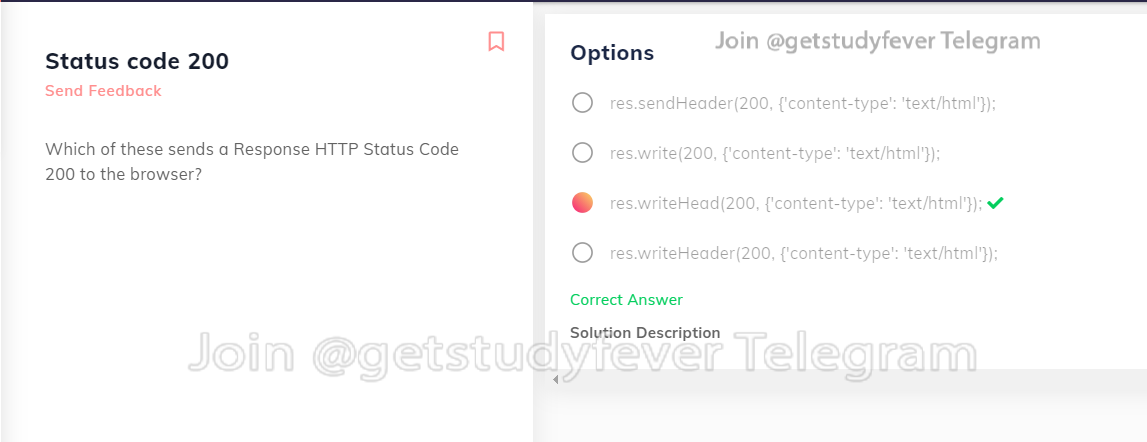 Status code 200
Send Feedback
Which of these sends a Response HTTP Status Code
200 to the browser?
Join @getstudyfever Telegram
Options
res.sendHeader(200, {'content-type': 'text/html'});
res.write(200, {'content-type': 'text/html'});
res.writeHead(200, {'content-type': 'text/html'});
res.writeHeader(200, {'content-type': 'text/html'});
Correct Answer
Solution Description
Join @getstudyfever Telegram